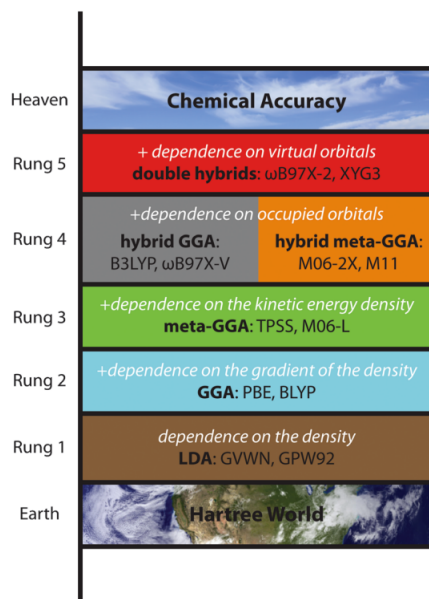 Heaven
Chemical Accuracy
Rung 5
+ dependence on virtual orbitals
double hybrids: ωB97X-2, XYG3
Rung 4
+dependence on occupied orbitals
hybrid GGA:
B3LYP, ωB97X-V
hybrid meta-GGA:
M06-2X, M11
Rung 3
+dependence on the kinetic energy density
meta-GGA: TPSS, M06-L
Rung 2
+dependence on the gradient of the density
GGA: PBE, BLYP
Rung 1
dependence on the density
LDA: GVWN, GPW92
Earth
Hartree World